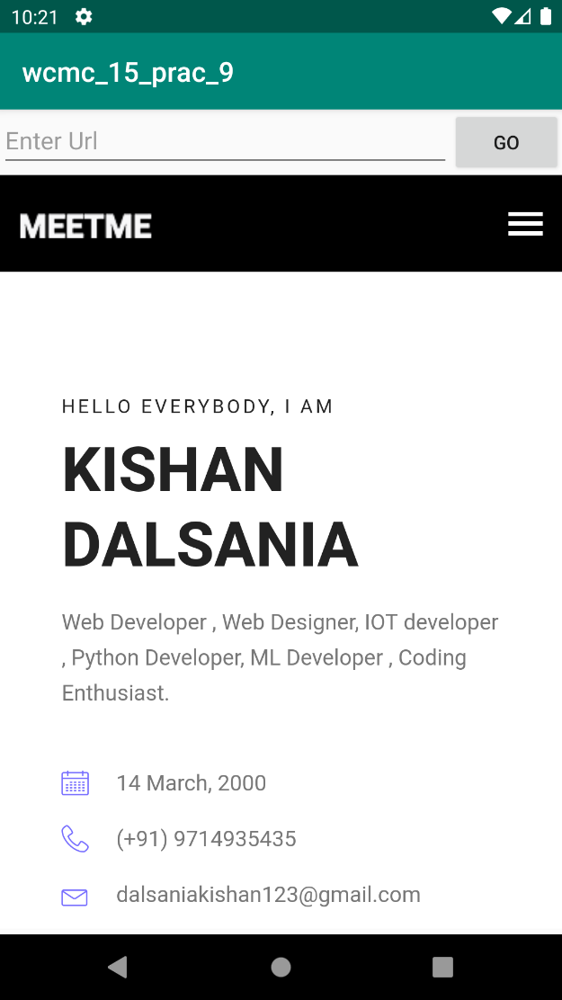 10:21
wcmc_15_prac_9
Enter Url
GO
MEETME
HELLO EVERYBODY, I AM
KISHAN
DALSANIA
Web Developer , Web Designer, IOT developer
, Python Developer, ML Developer , Coding
Enthusiast.
14 March, 2000
(+91) 9714935435
dalsaniakishan123@gmail.com